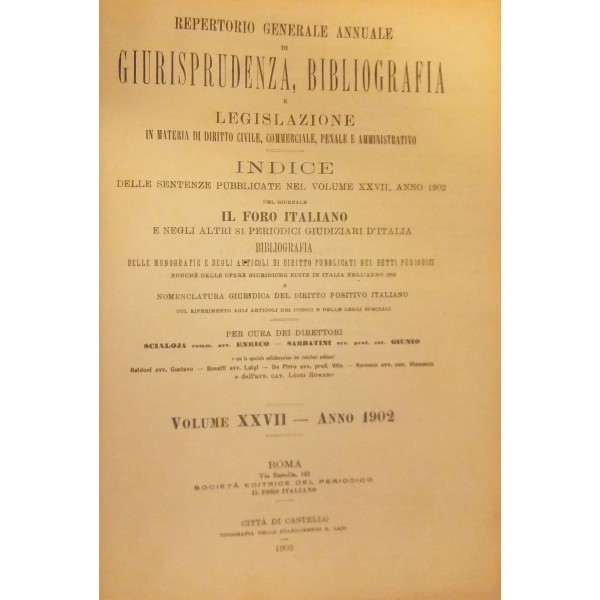 REPERTORIO GENERALE ANNUALE
DI
GIURISPRUDENZA, BIBLIOGRAFIA
E
LEGISLAZIONE
IN MATERIA DI DIRITTO CIVILE, COMMERCIALE, PENALE E AMMINISTRATIVO
INDICE
DELLE SENTENZE PUBBLICATE NEL VOLUME XXVII, ANNO 1902
DEL GIORNALE
IL FORO ITALIANO
E NEGLI ALTRI 81 PERIODICI GIUDIZIARI D'ITALIA
BIBLIOGRAFIA
DELLE MONOGRAFIE E DEGLI ARTICOLI DI DIRITTO PUBBLICATI NEI DETTI PERIODICI
NONCHÈ DELLE OPERE GIURIDICHE EDITE IN ITALIA NELL'ANNO 1902
E
NOMENCLATURA GIURIDICA DEL DIRITTO POSITIVO ITALIANO
COL RIFERIMENTO AGLI ARTICOLI DEI CODICI E DELLE LEGGI SPECIALI
PER CURA DEI DIRETTORI
SCIALOJA comm. avv. ENRICO — SABBATINI avv. prof. cav. GIUNIO
e con la speciale collaborazione dei redattori ordinari
Balducci avv. Gustavo — Busatti avv. Luigi — De Pirro avv. prof. Vito — Romano avv. cav.
e dell'avv. cav. LUIGI ROMANO
VOLUME XXVII — ANNO 1902
ROMA
Via 142
SOCIETÀ EDITRICE DEL PERIODICO
IL FORO ITALIANO
CITTÀ DI CASTELLO
TIPOGRAFIA DELLO STABILIMENTO S. LAPI
1903